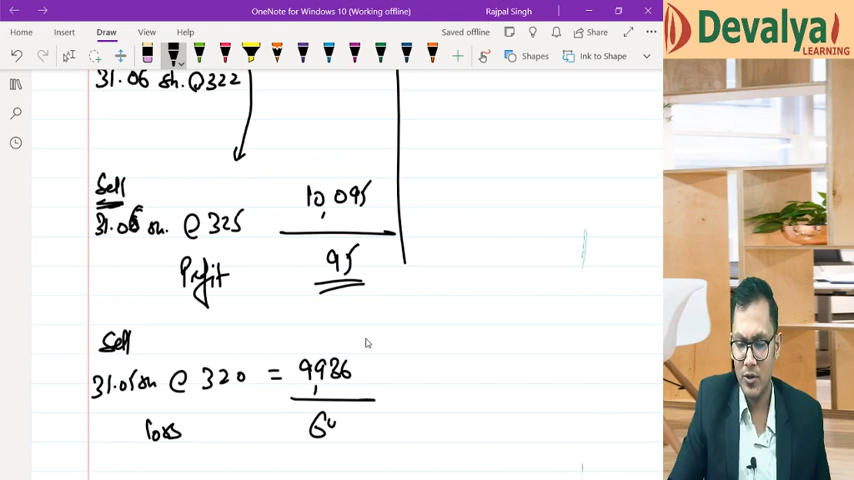 OneNote for Windows 10 (Working offline)
Rajpal Singh
Home Insert Draw View Help
Saved offline Share
Shapes Ink to Shape
Devalya
LEARNING
31.06 sh. @322
Sell
31.06 sh. @ 325 10,095
Profit 95
Sell
31.05 sh @ 320 = 9,936
loss 64